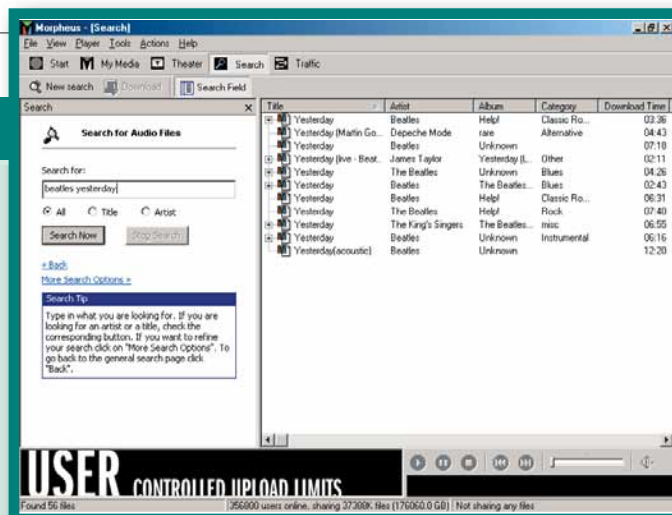 Morpheus - [Search]
File View Player Tools Actions Help
Start My Media Theater Search Traffic
New search Download Search Field
Search
Search for Audio Files
Search for:
beatles yesterday
All Title Artist
Search Now Stop Search
« Back
More Search Options »
Search Tip
Type in what you are looking for. If you are
looking for an artist or a title, check the
corresponding button. If you want to refine
your search click on "More Search Options". To
go back to the general search page click
"Back".
Title Artist Album Category Download Time
Yesterday Beatles Help! Classic Ro... 03:36
Yesterday (Martin Go... Depeche Mode rare Alternative 04:43
Yesterday Beatles Unknown 07:18
Yesterday (live - Beat... James Taylor Yesterday (L... Other 02:11
Yesterday The Beatles Unknown Blues 04:26
Yesterday Beatles The Beatles... Blues 02:43
Yesterday Beatles Help! Classic Ro... 06:31
Yesterday The Beatles Help! Rock 07:40
Yesterday The King's Singers The Beatles... misc 06:55
Yesterday Beatles Unknown Instrumental 06:16
Yesterday(acoustic) Beatles Unknown 12:20
USER CONTROLLED UPLOAD LIMITS
Found 56 files 356800 users online, sharing 37388K files (176060.0 GB) Not sharing any files